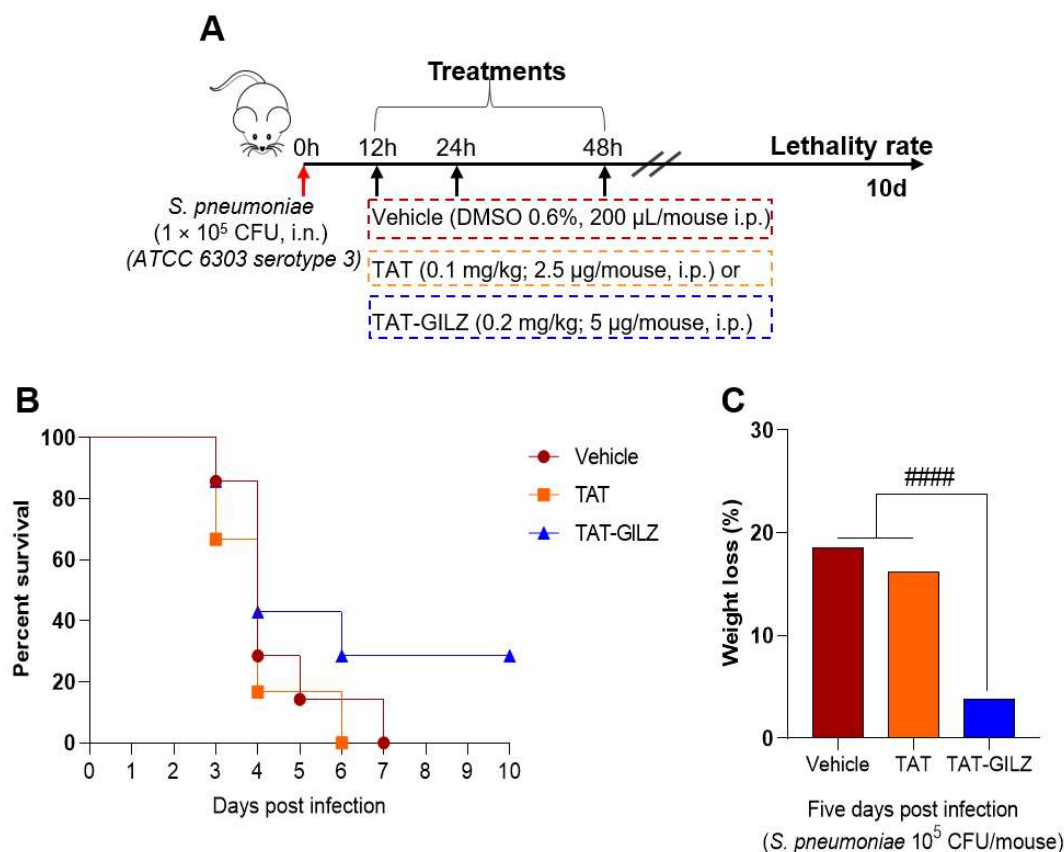 A
Treatments
0h 12h 24h 48h Lethality rate
10d
S. pneumoniae
(1 × 10⁵ CFU, i.n.)
(ATCC 6303 serotype 3)
Vehicle (DMSO 0.6%, 200 µL/mouse i.p.)
TAT (0.1 mg/kg; 2.5 µg/mouse, i.p.) or
TAT-GILZ (0.2 mg/kg; 5 µg/mouse, i.p.)
B
Percent survival
100
80
60
40
20
0
0 1 2 3 4 5 6 7 8 9 10
Days post infection
Vehicle
TAT
TAT-GILZ
C
Weight loss (%)
30
20
10
0
####
Vehicle TAT TAT-GILZ
Five days post infection
(S. pneumoniae 10⁵ CFU/mouse)